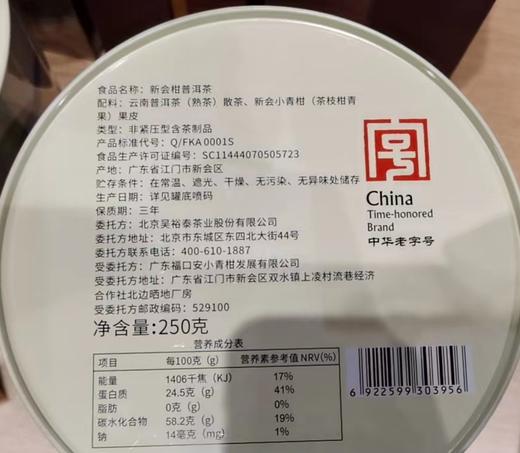 食品名称：新会柑普洱茶
配料：云南普洱茶（熟茶）散茶、新会小青柑（茶枝柑青
果）果皮
类型：非紧压型含茶制品
产品标准代号：Q/FKA 0001S
食品生产许可证编号：SC11444070505723
产地：广东省江门市新会区
贮存条件：在常温、遮光、干燥、无污染、无异味处储存
生产日期：详见罐底喷码
保质期：三年
委托方：北京吴裕泰茶业股份有限公司
委托方地址：北京市东城区东四北大街44号
委托方联系电话：400-610-1887
受委托方：广东福口安小青柑发展有限公司
受委托方地址：广东省江门市新会区双水镇上凌村流巷经济
合作社北边晒地厂房
受委托方邮政编码：529100
净含量:250克
China
Time-honored
Brand
中华老字号
营养成分表
项目 每100克（g） 营养素参考值 NRV(%)
能量 1406千焦（KJ） 17%
蛋白质 24.5克（g） 41%
脂肪 0克（g） 0%
碳水化合物 58.2克（g） 19%
钠 14毫克（mg） 1%
6 922599 303956